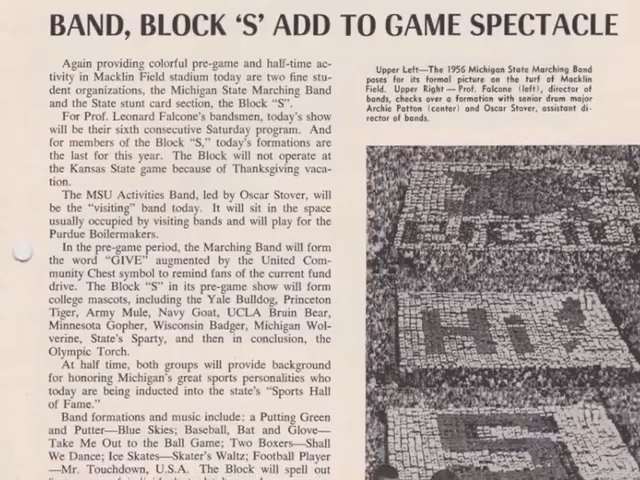 BAND, BLOCK 'S' ADD TO GAME SPECTACLE
Again providing colorful pre-game and half-time ac-
tivity in Macklin Field stadium today are two fine stu-
dent organizations, the Michigan State Marching Band
and the State stunt card section, the Block "S".
For Prof. Leonard Falcone's bandsmen, today's show
will be their sixth consecutive Saturday program. And
for members of the Block "S," today's formations are
the last for this year. The Block will not operate at
the Kansas State game because of Thanksgiving vaca-
tion.
The MSU Activities Band, led by Oscar Stover, will
be the "visiting" band today. It will sit in the space
usually occupied by visiting bands and will play for the
Purdue Boilermakers.
In the pre-game period, the Marching Band will form
the word "GIVE" augmented by the United Com-
munity Chest symbol to remind fans of the current fund
drive. The Block "S" in its pre-game show will form
college mascots, including the Yale Bulldog, Princeton
Tiger, Army Mule, Navy Goat, UCLA Bruin Bear,
Minnesota Gopher, Wisconsin Badger, Michigan Wol-
verine, State's Sparty, and then in conclusion, the
Olympic Torch.
At half time, both groups will provide background
for honoring Michigan's great sports personalities who
today are being inducted into the state's "Sports Hall
of Fame."
Band formations and music include: a Putting Green
and Putter—Blue Skies; Baseball, Bat and Glove—
Take Me Out to the Ball Game; Two Boxers—Shall
We Dance; Ice Skates—Skater's Waltz; Football Player
—Mr. Touchdown, U.S.A. The Block will spell out
Upper Left—The 1956 Michigan State Marching Band
poses for its formal picture on the turf of Macklin
Field. Upper Right — Prof. Falcone (left), director of
bands, checks over a formation with senior drum major
Archie Patton (center) and Oscar Stover, assistant di-
rector of bands.
Hi